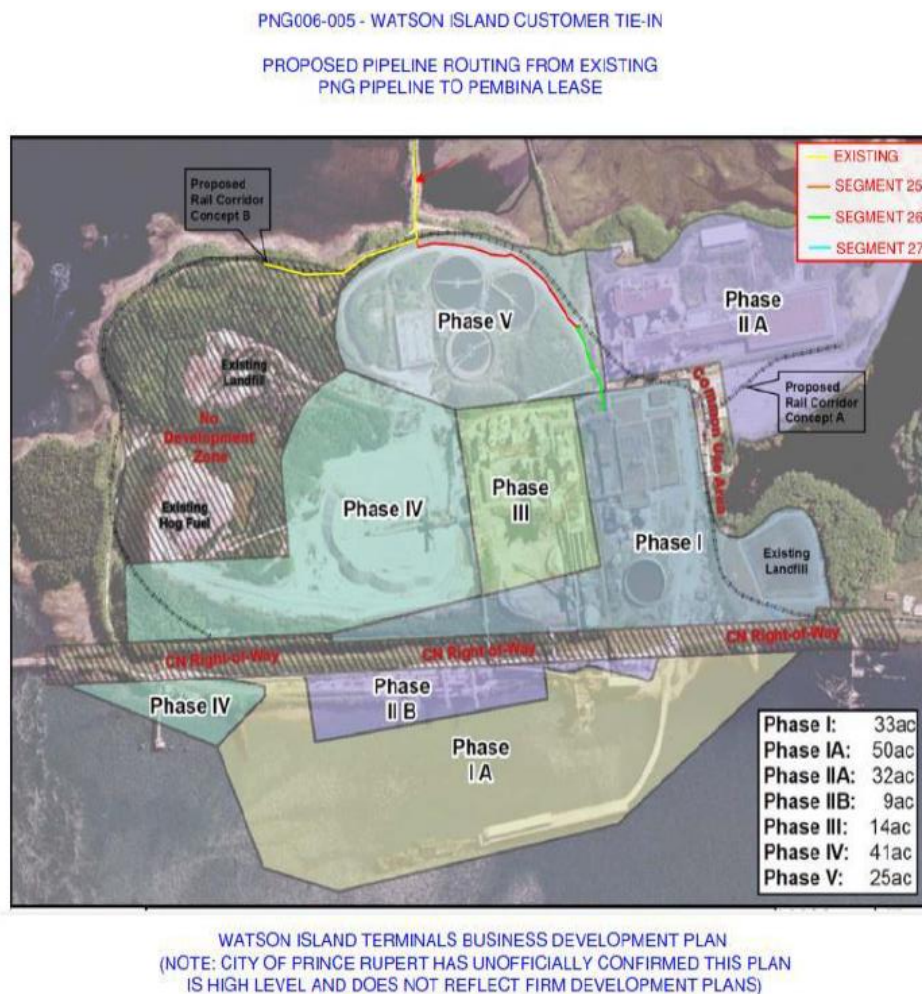 PNG006-005 - WATSON ISLAND CUSTOMER TIE-IN
PROPOSED PIPELINE ROUTING FROM EXISTING
PNG PIPELINE TO PEMBINA LEASE
EXISTING
SEGMENT 25
SEGMENT 26
SEGMENT 27
Proposed
Rail Corridor
Concept B
Phase V
Phase
II A
Existing
Landfill
Proposed
Rail Corridor
Concept A
Common Use Area
No
Development
Zone
Existing
Hog Fuel
Phase IV
Phase
III
Phase I
Existing
Landfill
CN Right-of-Way
CN Right-of-Way
CN Right-of-Way
Phase IV
Phase
II B
Phase
I A
Phase I: 33ac
Phase IA: 50ac
Phase IIA: 32ac
Phase IIB: 9ac
Phase III: 14ac
Phase IV: 41ac
Phase V: 25ac
WATSON ISLAND TERMINALS BUSINESS DEVELOPMENT PLAN
(NOTE: CITY OF PRINCE RUPERT HAS UNOFFICIALLY CONFIRMED THIS PLAN
IS HIGH LEVEL AND DOES NOT REFLECT FIRM DEVELOPMENT PLANS)